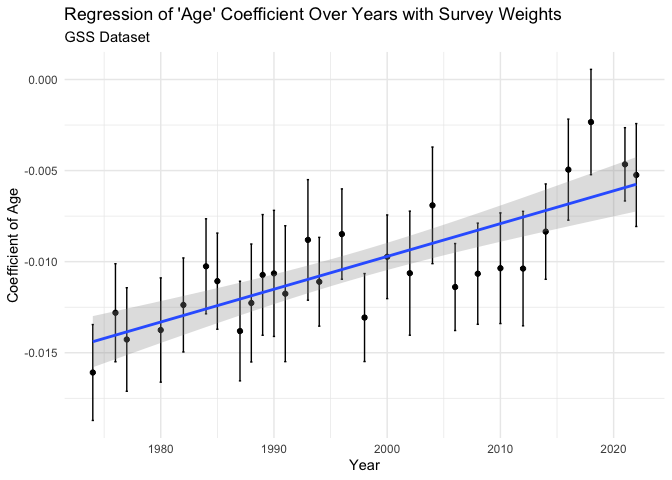 Regression of 'Age' Coefficient Over Years with Survey Weights
GSS Dataset
0.000
-0.005
-0.010
-0.015
Coefficient of Age
1980 1990 2000 2010 2020
Year